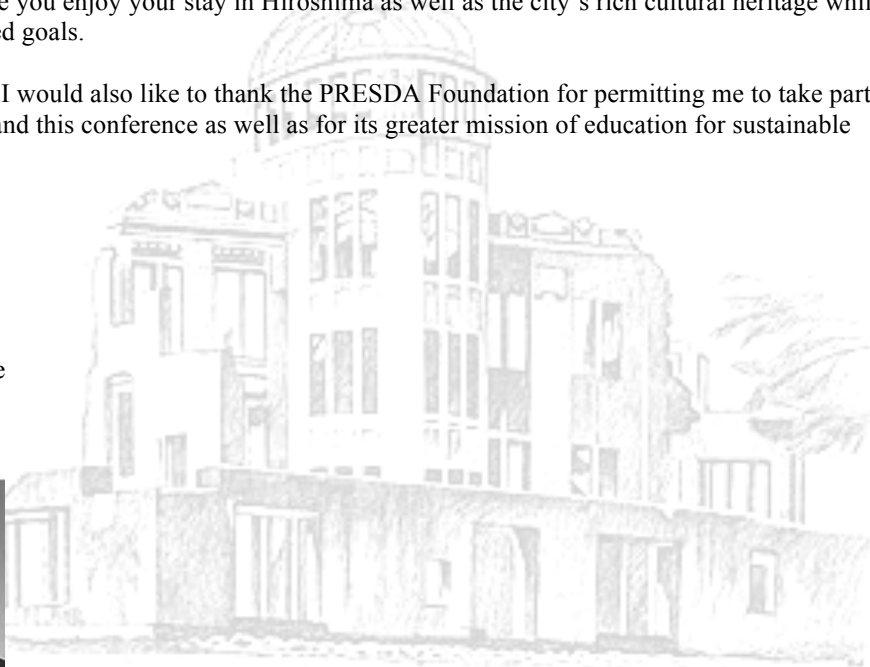 you enjoy your stay in Hiroshima as well as the city's rich cultural heritage
ed goals.
I would also like to thank the PRESDA Foundation for permitting me to take part
and this conference as well as for its greater mission of education for sustainable
e